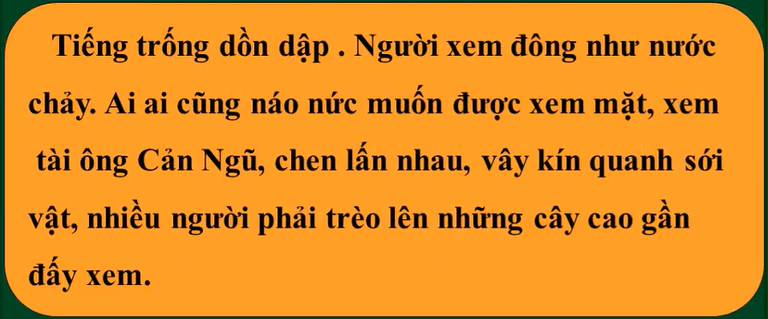 Tiếng trống dồn dập . Người xem đông như nước
chảy. Ai ai cũng náo nức muốn được xem mặt, xem
tài ông Cản Ngũ, chen lấn nhau, vây kín quanh sới
vật, nhiều người phải trèo lên những cây cao gần
đấy xem.